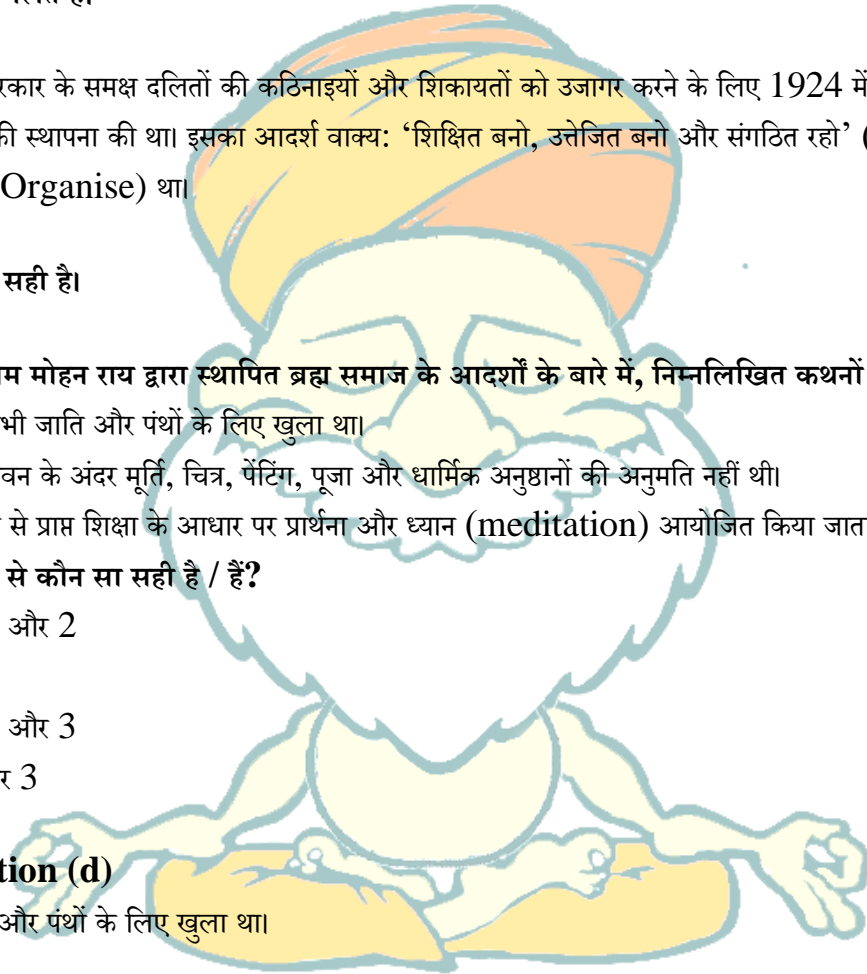 रकार के समक्ष दलितों की कठिनाइयों और शिकायतों को उजागर करने के लिए 1924 में
की स्थापना की था। इसका आदर्श वाक्य: ‘शिक्षित बनो, उत्तेजित बनो और संगठित रहो’ (
Organise) था।
सही है।
म मोहन राय द्वारा स्थापित ब्रह्म समाज के आदर्शों के बारे में, निम्नलिखित कथनों
भी जाति और पंथों के लिए खुला था।
वन के अंदर मूर्ति, चित्र, पेंटिंग, पूजा और धार्मिक अनुष्ठानों की अनुमति नहीं थी।
से प्राप्त शिक्षा के आधार पर प्रार्थना और ध्यान (meditation) आयोजित किया जात
से कौन सा सही है / हैं?
और 2
और 3
र 3
tion (d)
और पंथों के लिए खुला था।